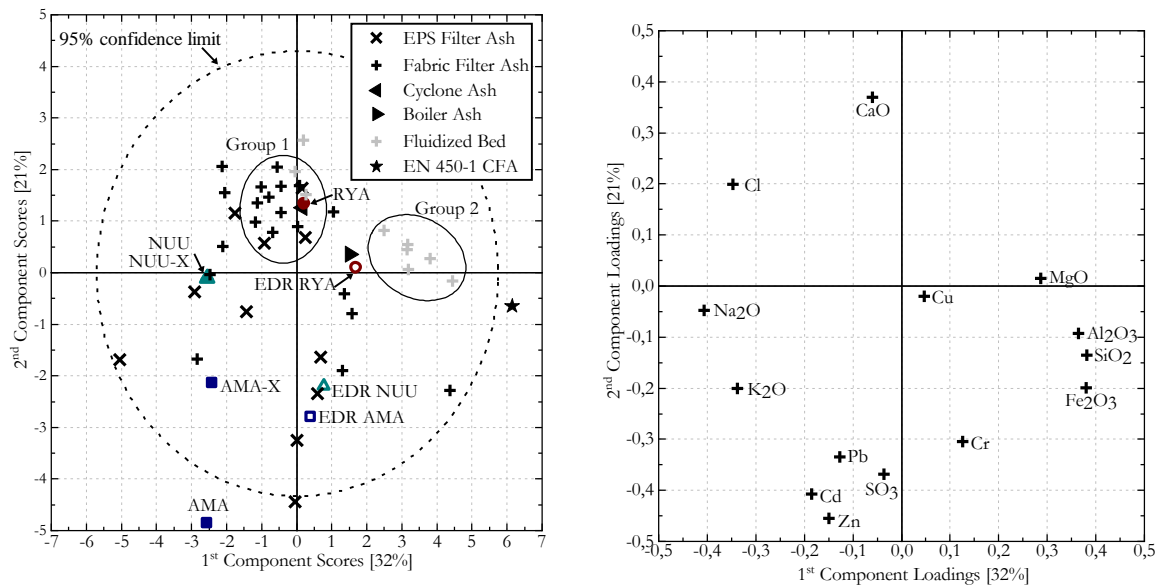 95% confidence limit
EPS Filter Ash
Fabric Filter Ash
Cyclone Ash
Boiler Ash
Fluidized Bed
EN 450-1 CFA
Group 1
RYA
Group 2
NUU
NUU-X
EDR RYA
AMA-X
EDR NUU
EDR AMA
AMA
5
4
3
2
1
0
-1
-2
-3
-4
-5
-7 -6 -5 -4 -3 -2 -1 0 1 2 3 4 5 6 7
2nd Component Scores [21%]
1st Component Scores [32%]
CaO
Cl
MgO
Cu
Na2O
Al2O3
SiO2
K2O
Fe2O3
Cr
Pb
SO3
Cd
Zn
0,5
0,4
0,3
0,2
0,1
0,0
-0,1
-0,2
-0,3
-0,4
-0,5
-0,5 -0,4 -0,3 -0,2 -0,1 0,0 0,1 0,2 0,3 0,4 0,5
2nd Component Loadings [21%]
1st Component Loadings [32%]